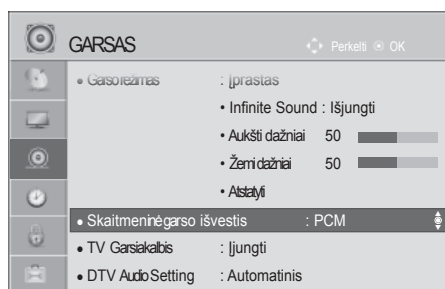 GARSAS
Perkelti OK
• Garso režimas : Įprastas
• Infinite Sound : Išjungti
• Aukšti dažniai 50
• Žemi dažniai 50
• Atstatyti
• Skaitmeninė garso išvestis : PCM
• TV Garsiakalbis : Įjungti
• DTV Audio Setting : Automatinis